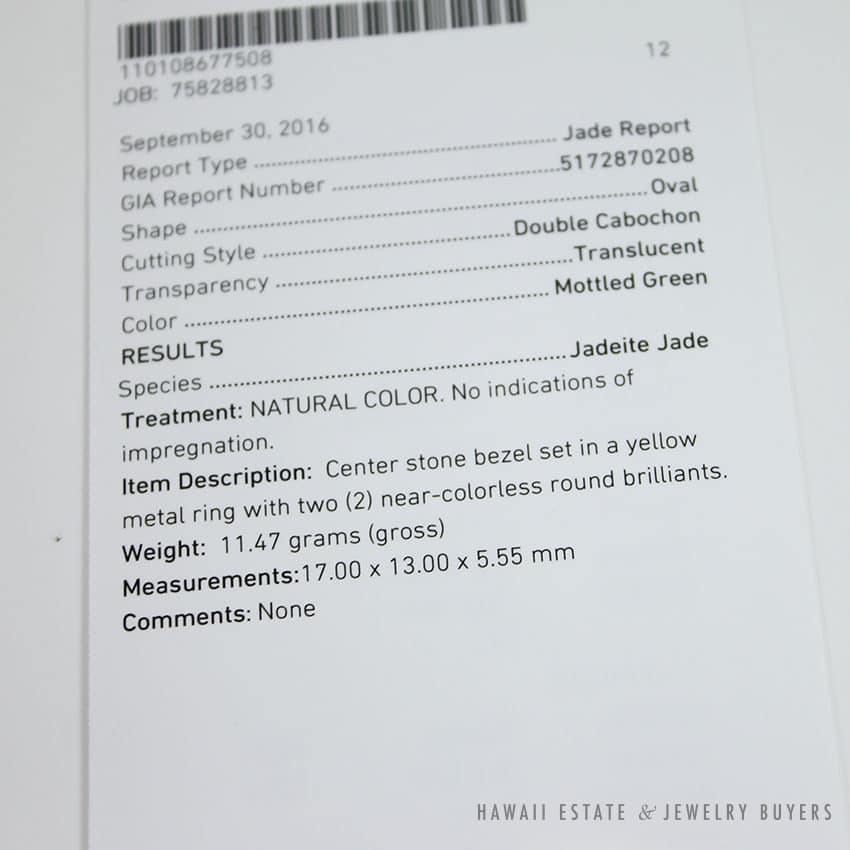 110108677508
12
JOB: 75828813
September 30, 2016
Report Type ........................................ Jade Report
GIA Report Number ..............................5172870208
Shape ............................................................ Oval
Cutting Style ................................. Double Cabochon
Transparency .......................................Translucent
Color ................................................ Mottled Green
RESULTS
Species .............................................. Jadeite Jade
Treatment: NATURAL COLOR. No indications of
impregnation.
Item Description: Center stone bezel set in a yellow
metal ring with two (2) near-colorless round brilliants.
Weight: 11.47 grams (gross)
Measurements:17.00 x 13.00 x 5.55 mm
Comments: None
HAWAII ESTATE & JEWELRY BUYERS